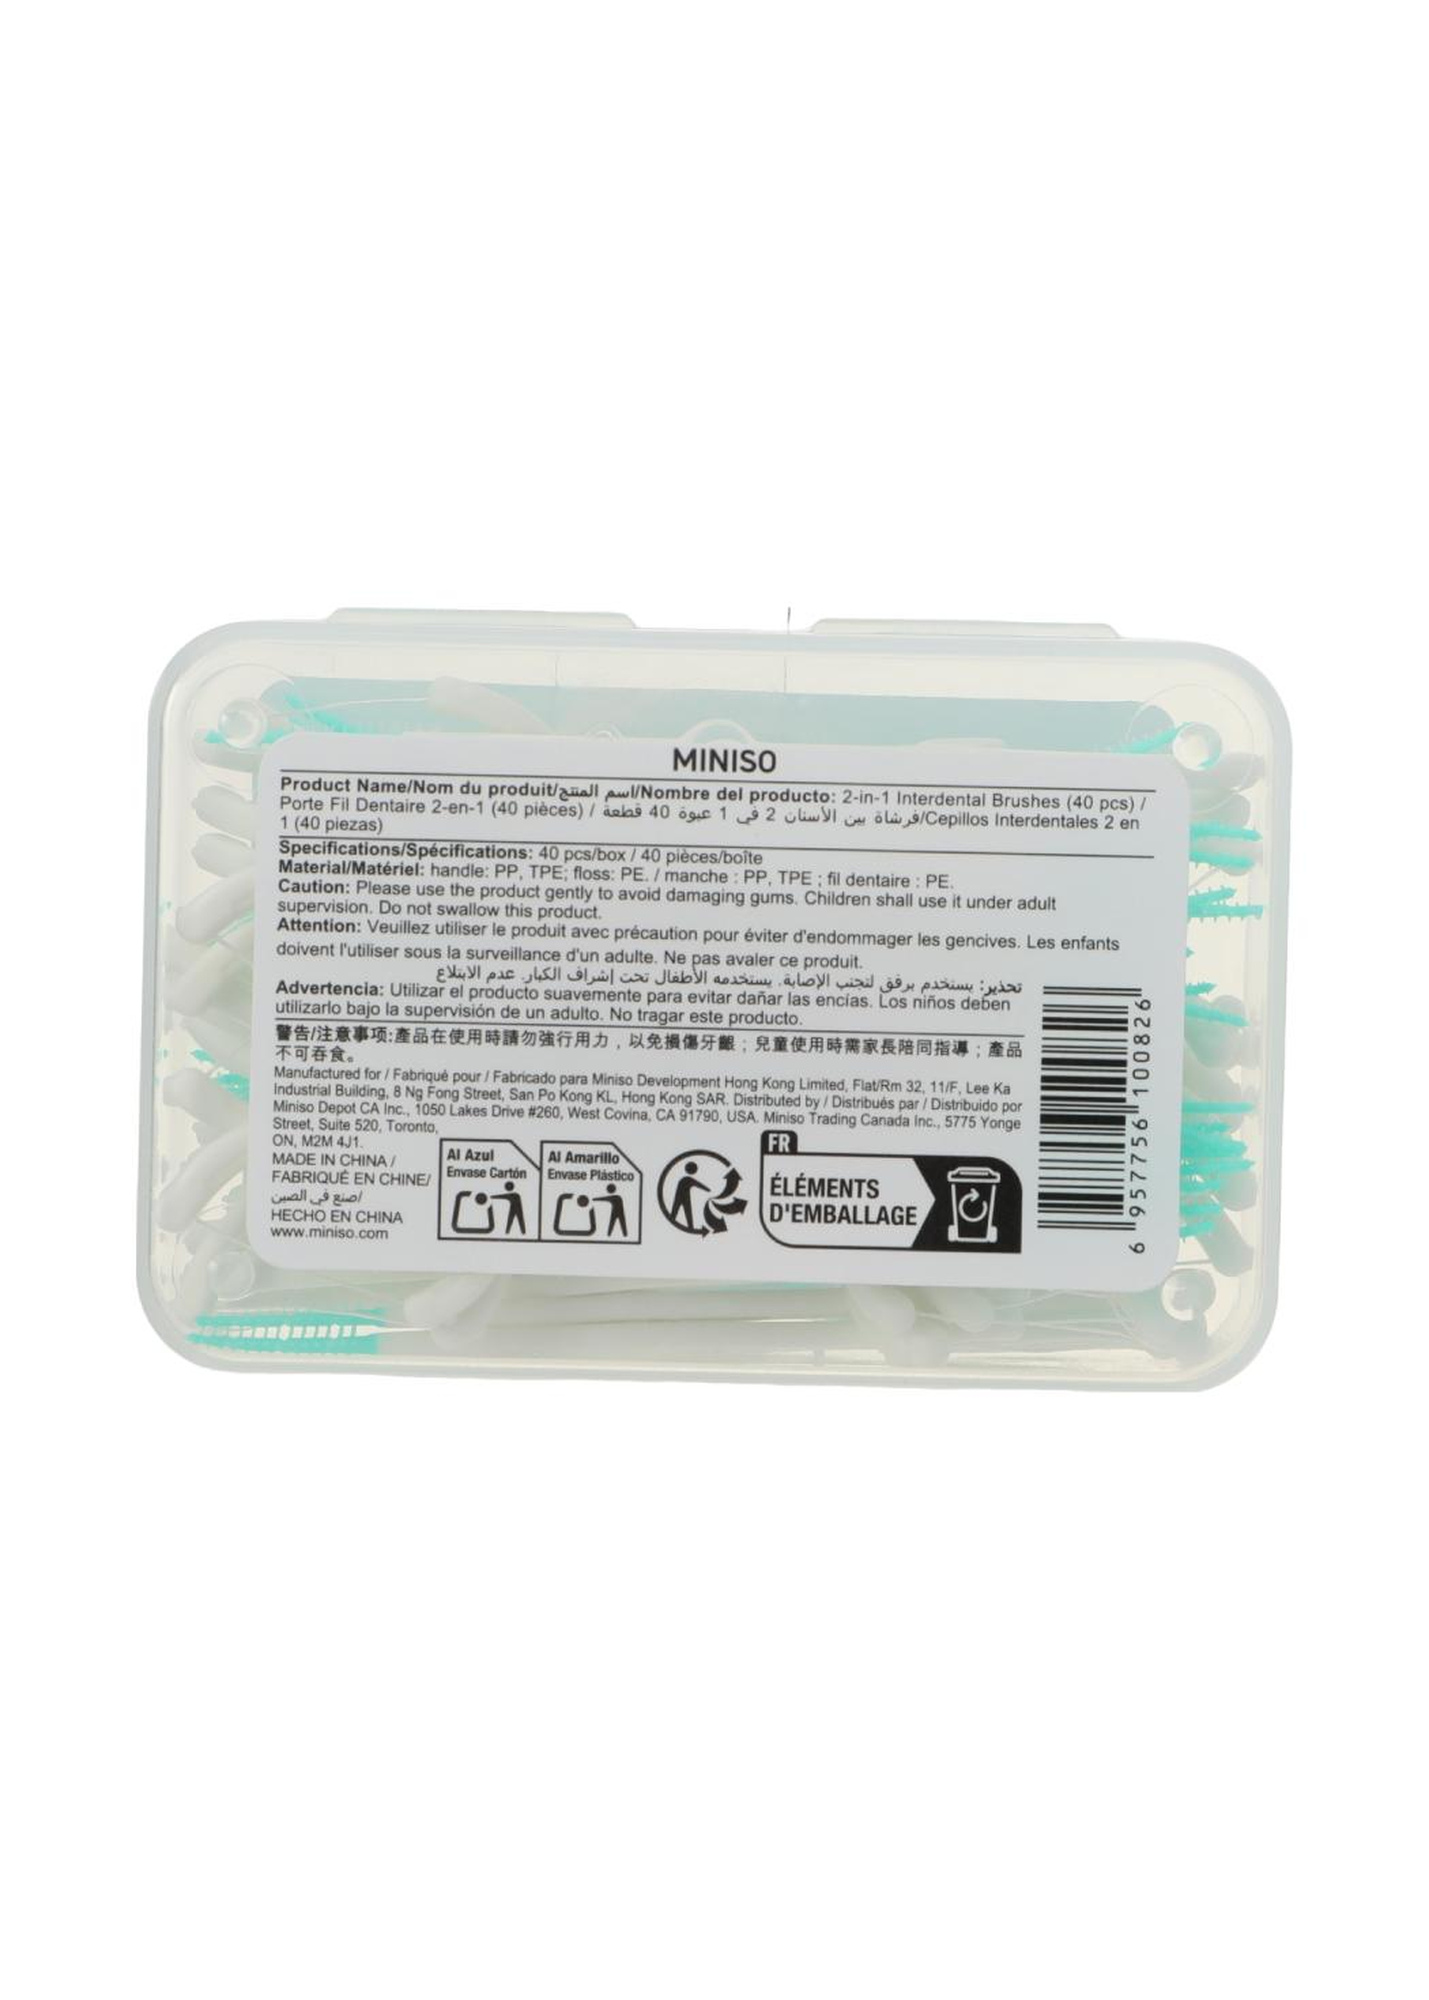 MINISO
Product Name/Nom du produit/اسم المنتج/Nombre del producto: 2-in-1 Interdental Brushes (40 pcs) /
Porte Fil Dentaire 2-en-1 (40 pièces) / فرشاة بين الأسنان 2 في 1 عبوة 40 قطعة/Cepillos Interdentales 2 en
1 (40 piezas)
Specifications/Spécifications: 40 pcs/box / 40 pièces/boîte
Material/Matériel: handle: PP, TPE; floss: PE. / manche : PP, TPE ; fil dentaire : PE.
Caution: Please use the product gently to avoid damaging gums. Children shall use it under adult
supervision. Do not swallow this product.
Attention: Veuillez utiliser le produit avec précaution pour éviter d'endommager les gencives. Les enfants
doivent l'utiliser sous la surveillance d'un adulte. Ne pas avaler ce produit.
تحذير: يستخدم برفق لتجنب الإصابة. يستخدمه الأطفال تحت إشراف الكبار. عدم الابتلاع
Advertencia: Utilizar el producto suavemente para evitar dañar las encías. Los niños deben
utilizarlo bajo la supervisión de un adulto. No tragar este producto.
警告/注意事项:產品在使用時請勿強行用力，以免損傷牙齦；兒童使用時需家長陪同指導；產品
不可吞食。
Manufactured for / Fabriqué pour / Fabricado para Miniso Development Hong Kong Limited, Flat/Rm 32, 11/F, Lee Ka
Industrial Building, 8 Ng Fong Street, San Po Kong KL, Hong Kong SAR. Distributed by / Distribués par / Distribuido por
Miniso Depot CA Inc., 1050 Lakes Drive #260, West Covina, CA 91790, USA. Miniso Trading Canada Inc., 5775 Yonge
Street, Suite 520, Toronto,
ON, M2M 4J1.
MADE IN CHINA /
FABRIQUÉ EN CHINE/
صنع في الصين/
HECHO EN CHINA
www.miniso.com
Al Azul
Envase Cartón
Al Amarillo
Envase Plástico
FR
ÉLÉMENTS
D'EMBALLAGE
6 957756 100826